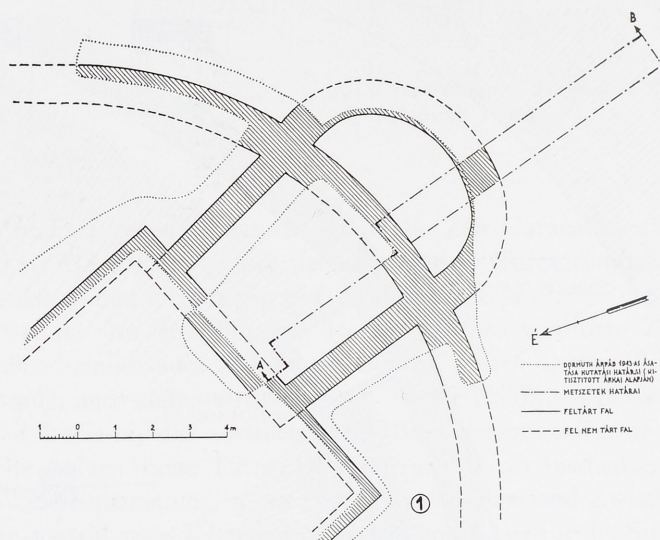 B
A
É
DORMUTH ÁRPÁD 1943 AS ÁSA-
TÁSA KUTATÁSI HATÁRAI ( KI-
TISZTÍTOTT ÁRKAI ALAPJÁN)
METSZETEK HATÁRAI
FELTÁRT FAL
FEL NEM TÁRT FAL
1 0 1 2 3 4 m
1